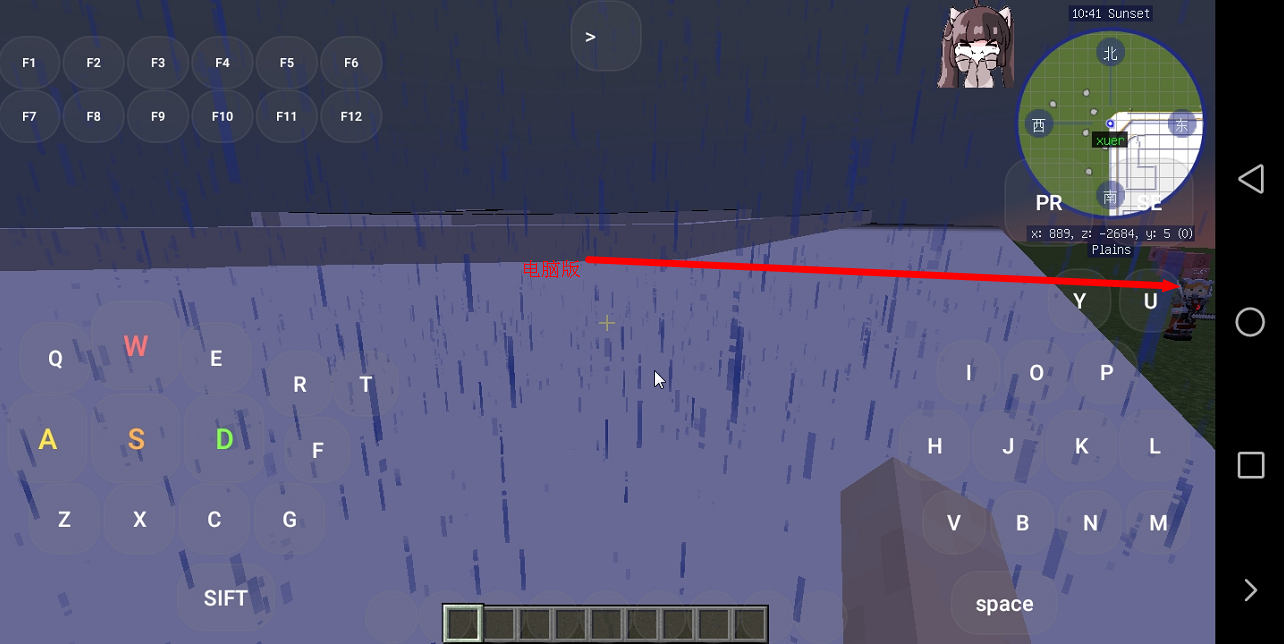 10:41 Sunset
>
F1 F2 F3 F4 F5 F6
F7 F8 F9 F10 F11 F12
北
西 东
xuer
南
PR SE
x: 889, z: -2684, y: 5 (0)
Plains
电脑版
Y U
Q W E R T
I O P
A S D F
H J K L
Z X C G
V B N M
SIFT
space